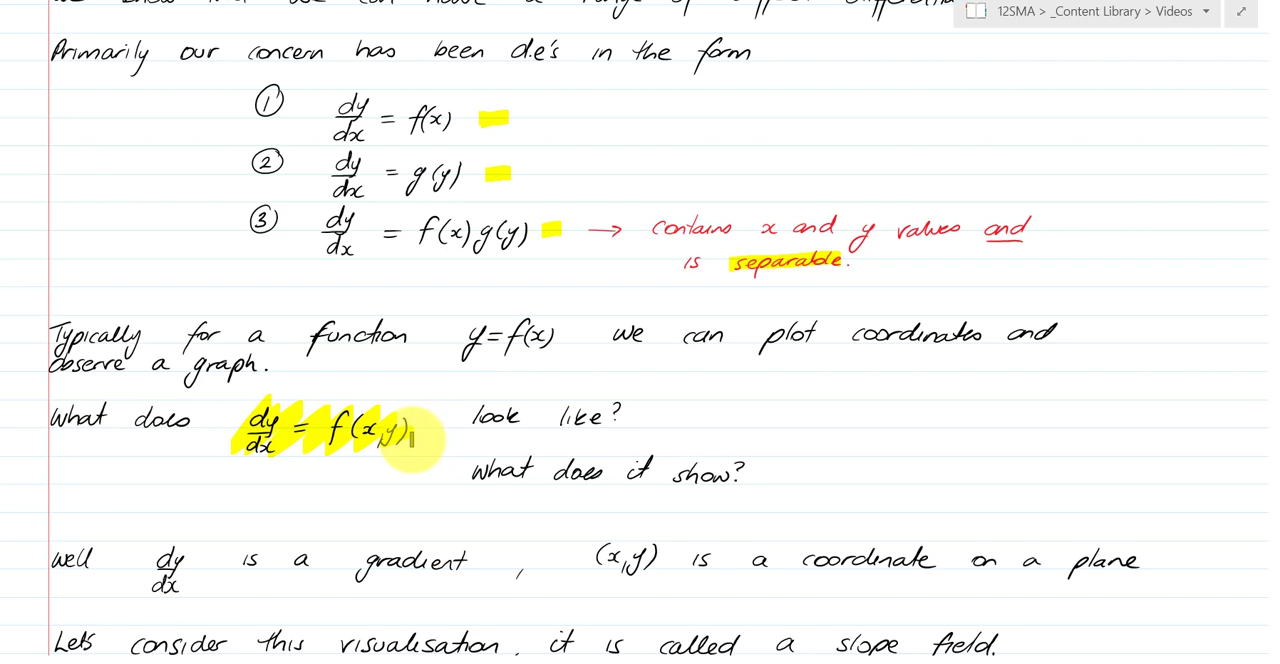 12SMA > _Content Library > Videos
a range of
Primarily our concern has been d.e's in the form
① dy/dx = f(x)
② dy/dx = g(y)
③ dy/dx = f(x)g(y) → contains x and y values and
is separable.
Typically for a function y=f(x) we can plot coordinates and
observe a graph.
What does dy/dx = f(x,y) look like?
What does it show?
Well dy/dx is a gradient, (x,y) is a coordinate on a plane
Lets consider this visualisation, it is called a slope field.